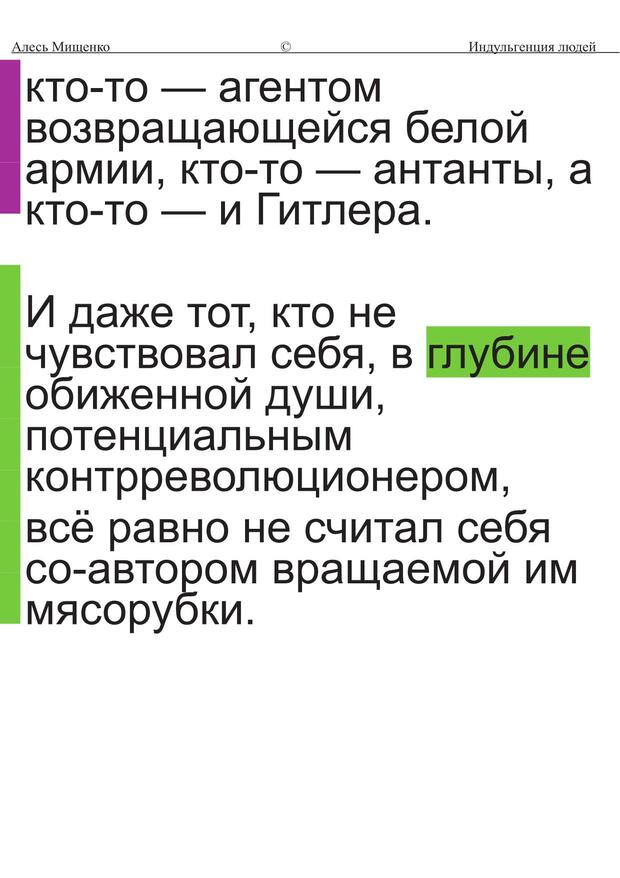 Алесь Мищенко © Индульгенция людей
кто-то — агентом
возвращающейся белой
армии, кто-то — антанты, а
кто-то — и Гитлера.
И даже тот, кто не
чувствовал себя, в глубине
обиженной души,
потенциальным
контрреволюционером,
всё равно не считал себя
со-автором вращаемой им
мясорубки.